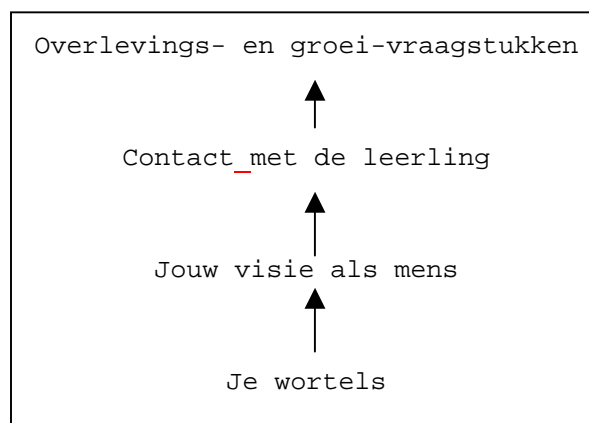 Overlevings- en groei-vraagstukken
Contact met de leerling
Jouw visie als mens
Je wortels